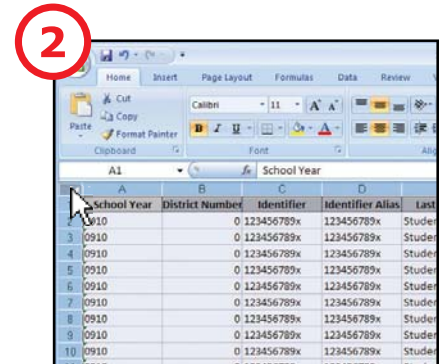 2
Home Insert Page Layout Formulas Data Review
Cut
Copy
Paste
Format Painter
Clipboard
Calibri 11 A A
B I U A
Font
A1 fx School Year
A B C D
School Year District Number Identifier Identifier Alias Last
2 0910 0 123456789x 123456789x Studer
3 0910 0 123456789x 123456789x Studer
4 0910 0 123456789x 123456789x Studer
5 0910 0 123456789x 123456789x Studer
6 0910 0 123456789x 123456789x Studer
7 0910 0 123456789x 123456789x Studer
8 0910 0 123456789x 123456789x Studer
9 0910 0 123456789x 123456789x Studer
10 0910 0 123456789x 123456789x Studer